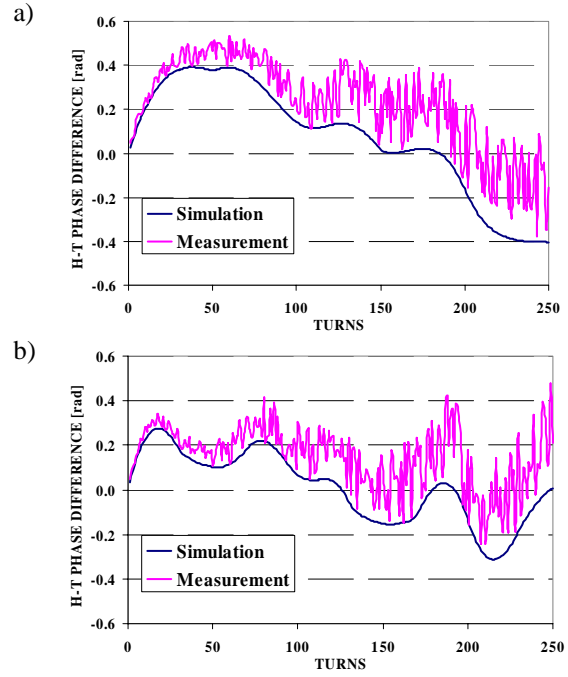 a)
0.6
0.4
0.2
0.0
-0.2
-0.4
-0.6
H-T PHASE DIFFERENCE [rad]
Simulation
Measurement
0 50 100 150 200 250
TURNS
b)
0.6
0.4
0.2
0.0
-0.2
-0.4
-0.6
H-T PHASE DIFFERENCE [rad]
Simulation
Measurement
0 50 100 150 200 250
TURNS